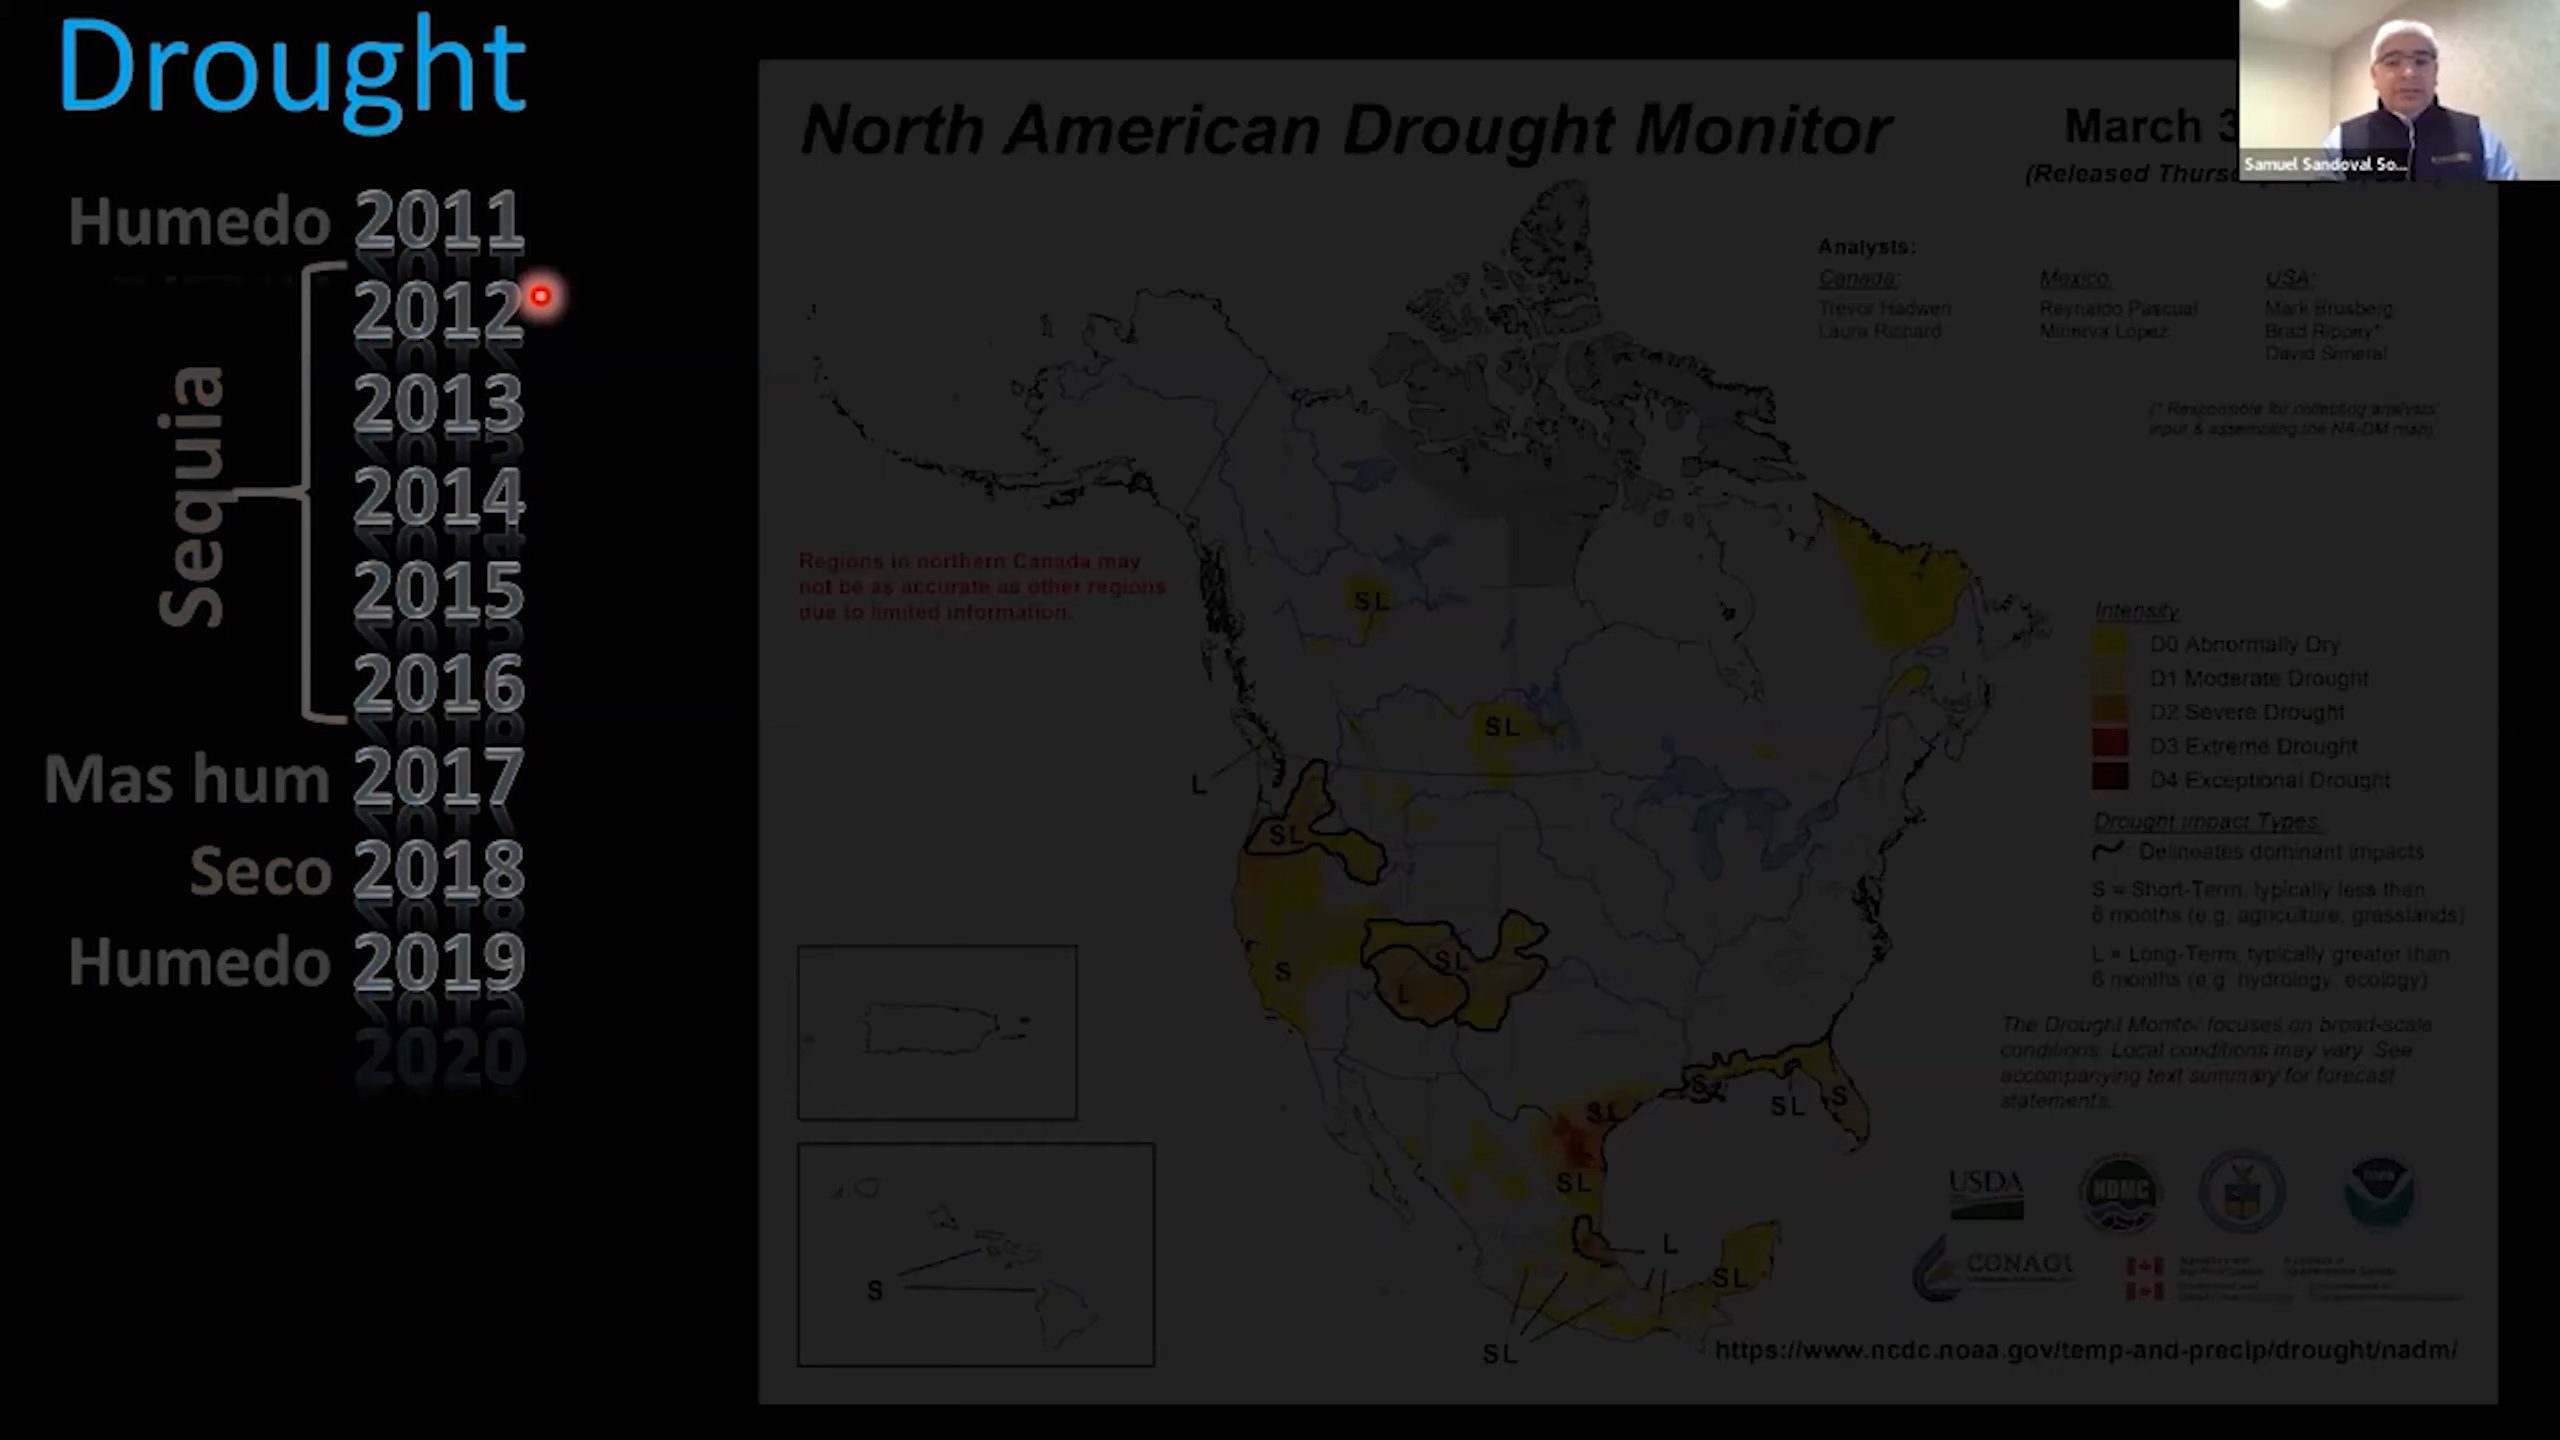 Drought
Humedo 2011
2012
2013
2014
2015
2016
Sequia
Mas hum 2017
Seco 2018
Humedo 2019
2020
North American Drought Monitor
March 3
(Released Thurs
Samuel Sandoval So...
Analysts:
Canada:
Trevor Hadwen
Laura Richard
Mexico:
Reynaldo Pascual
Minerva Lopez
USA:
Mark Brusberg
Brad Rippey*
David Simeral
(* Responsible for collecting analysts'
input & assembling the NA-DM map)
Regions in northern Canada may
not be as accurate as other regions
due to limited information.
Intensity
D0 Abnormally Dry
D1 Moderate Drought
D2 Severe Drought
D3 Extreme Drought
D4 Exceptional Drought
Drought Impact Types:
Delineates dominant impacts
S = Short-Term, typically less than
6 months (e.g. agriculture, grasslands)
L = Long-Term, typically greater than
6 months (e.g. hydrology, ecology)
The Drought Monitor focuses on broad-scale
conditions. Local conditions may vary. See
accompanying text summary for forecast
statements.
SL
SL
L
SL
S
SL
L
S
SL
S
SL
SL
L
SL
S
SL
USDA
NDMC
NOAA
CONAGU
https://www.ncdc.noaa.gov/temp-and-precip/drought/nadm/